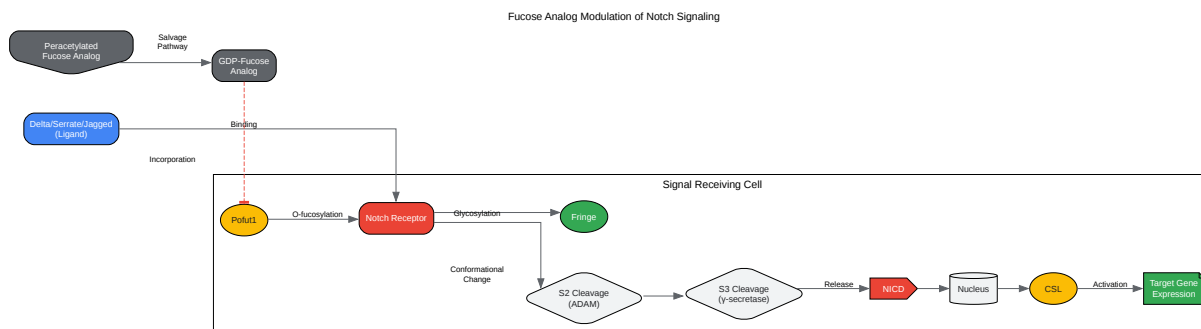 Fucose Analog Modulation of Notch Signaling
Peracetylated
Fucose Analog
Salvage
Pathway
GDP-Fucose
Analog
Delta/Serrate/Jagged
(Ligand)
Binding
Incorporation
Signal Receiving Cell
Pofut1
O-fucosylation
Notch Receptor
Glycosylation
Fringe
Conformational
Change
S2 Cleavage
(ADAM)
S3 Cleavage
(γ-secretase)
Release
NICD
Nucleus
CSL
Activation
Target Gene
Expression